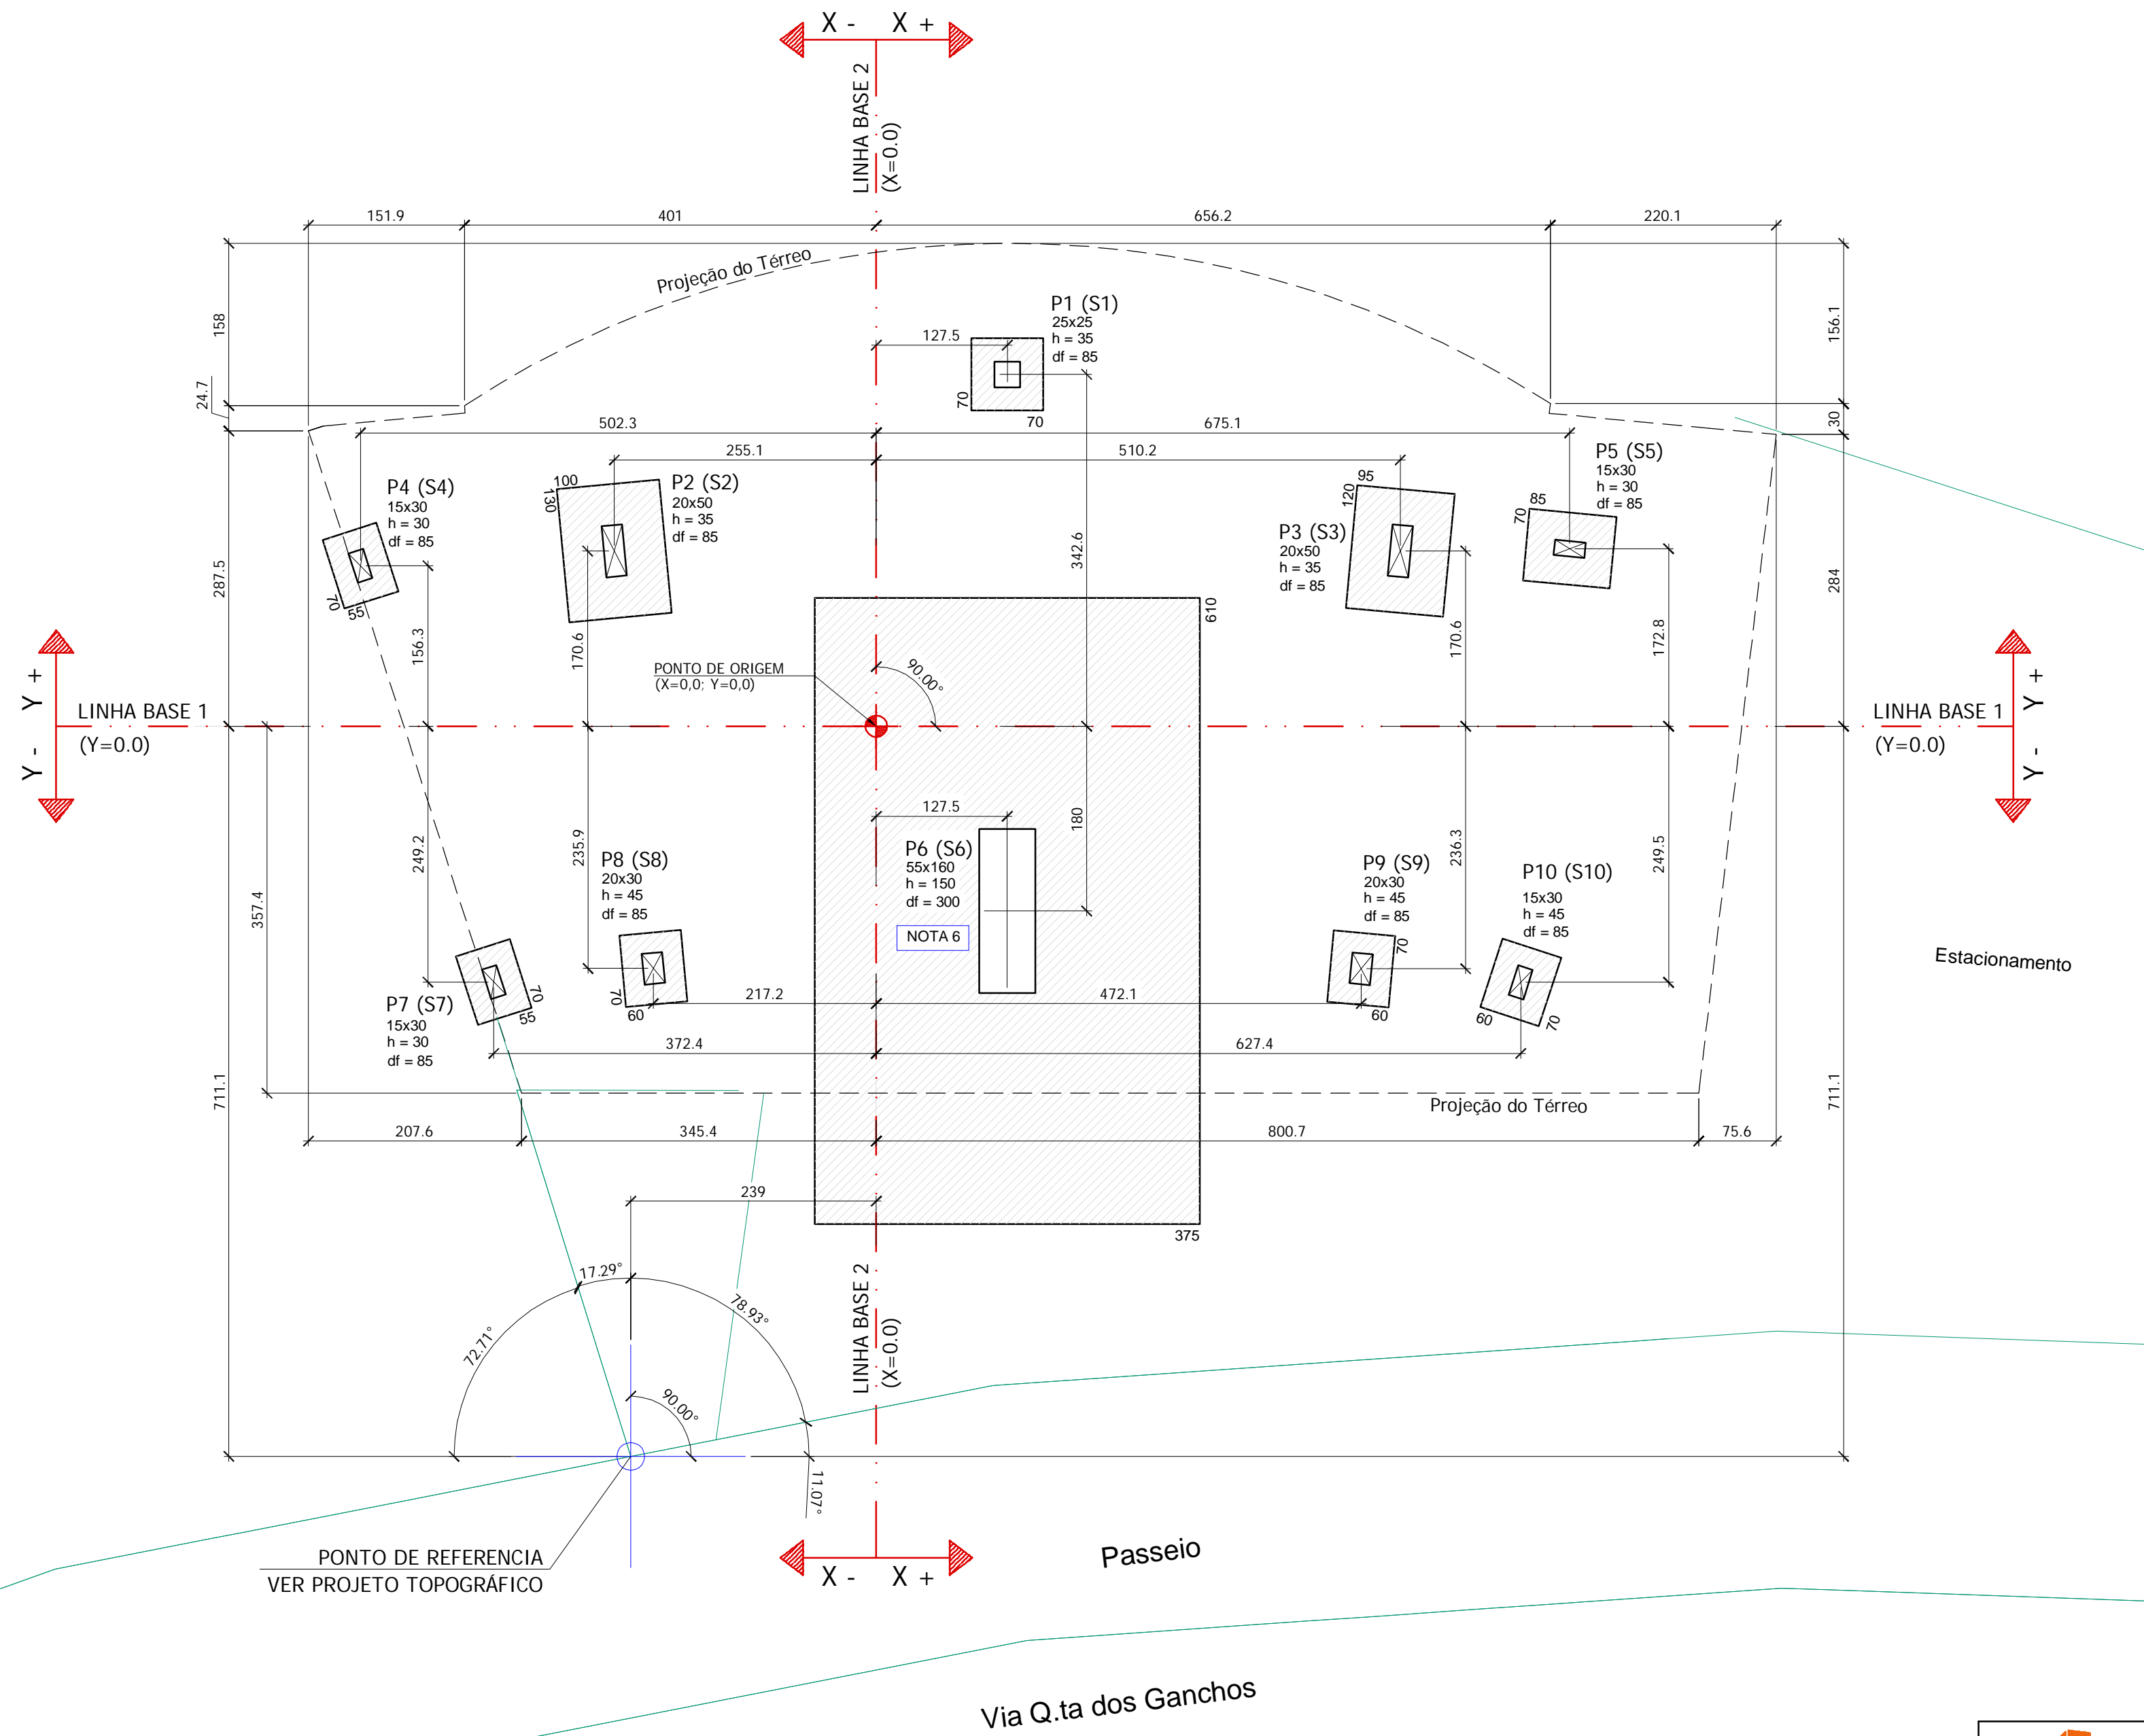 X -
X +
LINHA BASE 2
(X=0.0)
151.9
401
656.2
220.1
Projeção do Térreo
158
24.7
287.5
711.1
357.4
156.1
30
284
711.1
P1 (S1)
25x25
h = 35
df = 85
127.5
70
70
502.3
675.1
255.1
510.2
342.6
P4 (S4)
15x30
h = 30
df = 85
70
55
156.3
100
130
P2 (S2)
20x50
h = 35
df = 85
170.6
95
120
P3 (S3)
20x50
h = 35
df = 85
170.6
P5 (S5)
15x30
h = 30
df = 85
85
70
172.8
610
PONTO DE ORIGEM
(X=0,0; Y=0,0)
90.00°
Y +
Y -
LINHA BASE 1
(Y=0.0)
LINHA BASE 1
(Y=0.0)
Y +
Y -
127.5
180
249.2
235.9
236.3
249.5
P8 (S8)
20x30
h = 45
df = 85
70
60
P6 (S6)
55x160
h = 150
df = 300
NOTA 6
P9 (S9)
20x30
h = 45
df = 85
70
60
P10 (S10)
15x30
h = 45
df = 85
60
70
Estacionamento
P7 (S7)
15x30
h = 30
df = 85
70
55
217.2
472.1
372.4
627.4
Projeção do Térreo
207.6
345.4
800.7
75.6
239
375
17.29°
78.93°
72.71°
90.00°
11.07°
LINHA BASE 2
(X=0.0)
PONTO DE REFERENCIA
VER PROJETO TOPOGRÁFICO
X -
X +
Passeio
Via Q.ta dos Ganchos